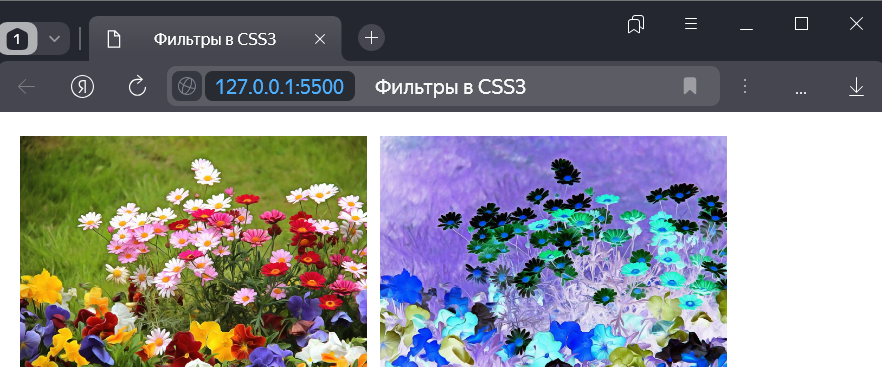 1
Фильтры в CSS3
Я
127.0.0.1:5500 Фильтры в CSS3
...